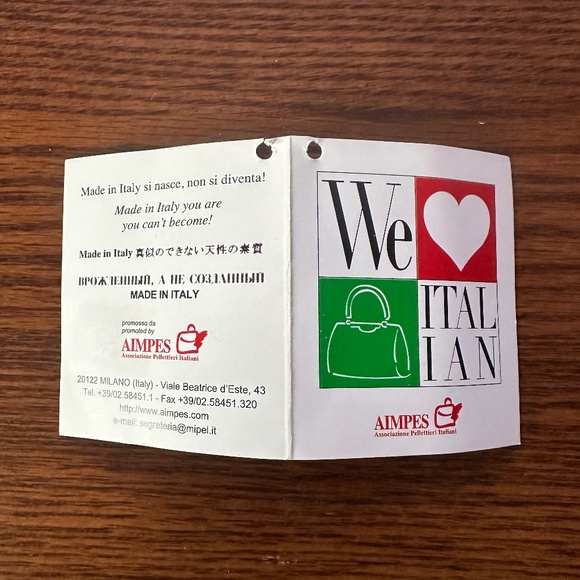 Made in Italy si nasce, non si diventa!
Made in Italy you are
you can't become!
Made in Italy 真似のできない天性の素質
ВРОЖДЕННЫЙ, А НЕ СОЗДАННЫЙ
MADE IN ITALY
promosso da
promoted by
AIMPES
Associazione Pellettieri Italiani
20122 MILANO (Italy) - Viale Beatrice d'Este, 43
Tel. +39/02.58451.1 - Fax +39/02.58451.320
http://www.aimpes.com
e-mail: segreteria@mipel.it
We
ITAL
IAN
AIMPES
Associazione Pellettieri Italiani